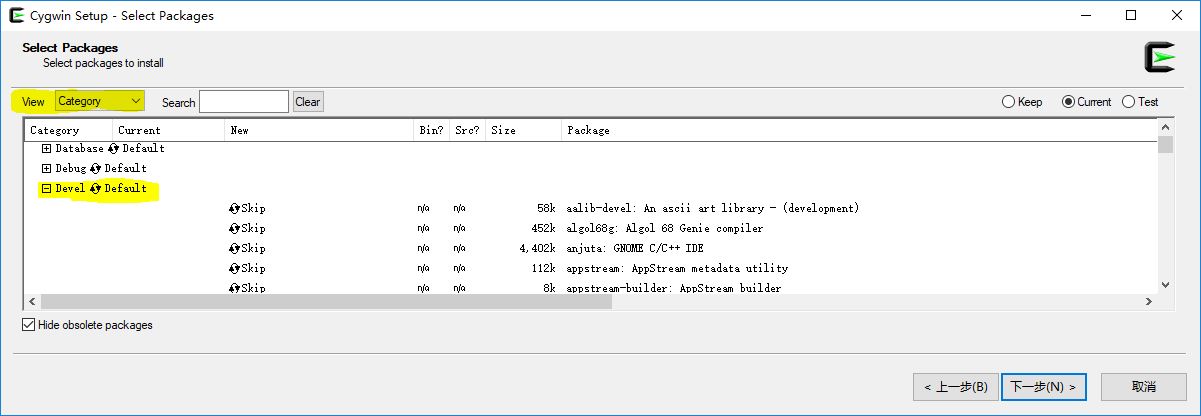 Cygwin Setup - Select Packages
Select Packages
Select packages to install
View Category Search Clear Keep Current Test
Category Current New Bin? Src? Size Package
Database Default
Debug Default
Devel Default
Skip n/a n/a 58k aalib-devel: An ascii art library - (development)
Skip n/a n/a 452k algol68g: Algol 68 Genie compiler
Skip n/a n/a 4,402k anjuta: GNOME C/C++ IDE
Skip n/a n/a 112k appstream: AppStream metadata utility
Skip n/a n/a 8k appstream-builder: AppStream builder
Hide obsolete packages
< 上一步(B) 下一步(N) > 取消